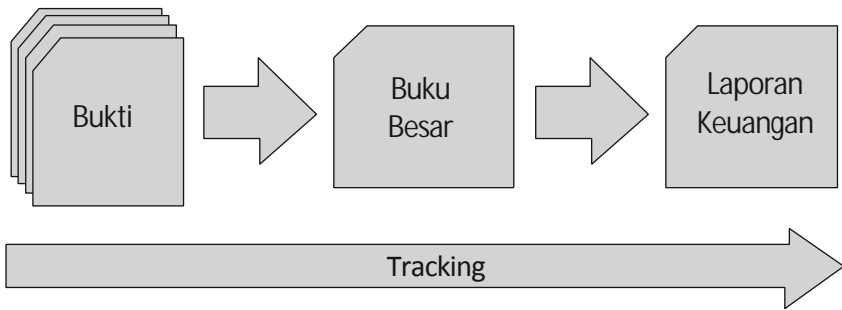 Bukti
Buku
Besar
Laporan
Keuangan
Tracking